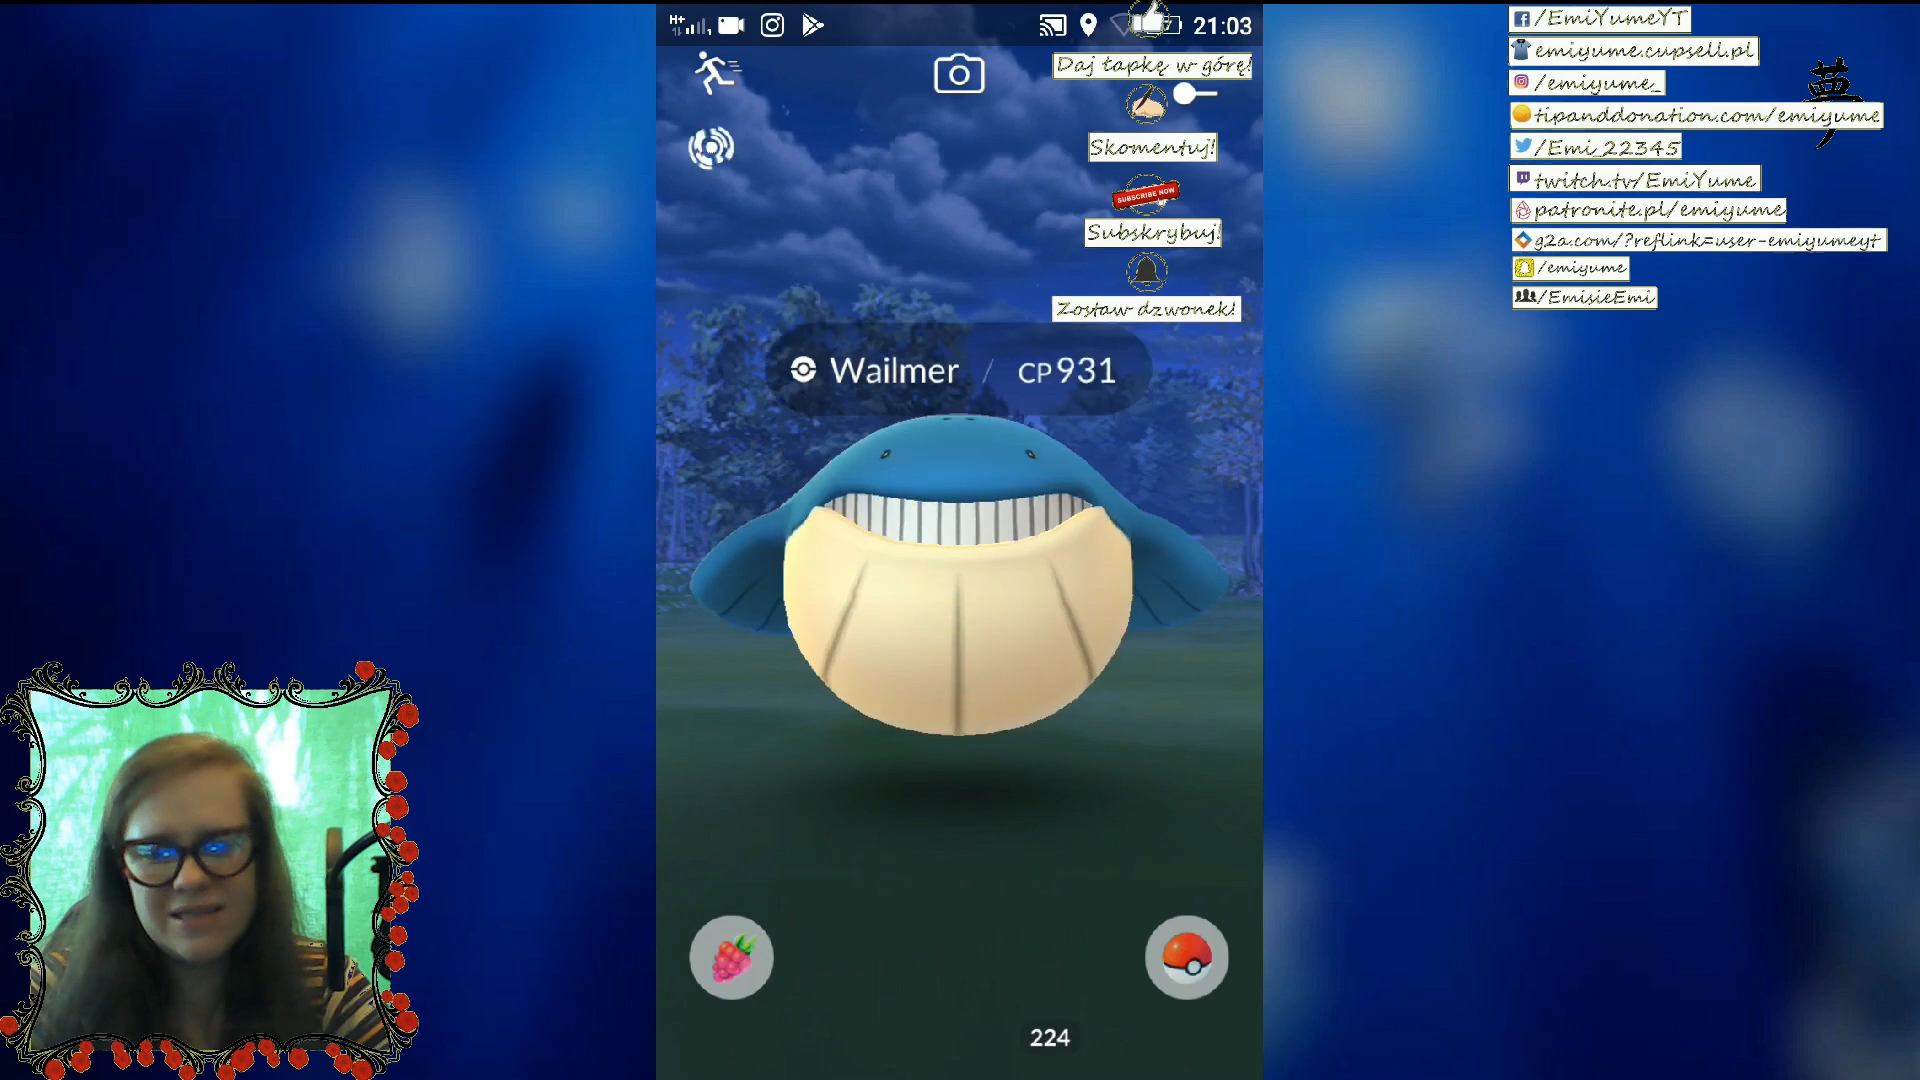 H+
21:03
Daj łapkę w górę!
Skomentuj!
SUBSCRIBE NOW
Subskrybuj!
Zostaw dzwonek!
Wailmer / CP931
224
/EmiYumeYT
emiyume.cupsell.pl
/emiyume_
tipanddonation.com/emiyume
/Emi_22345
twitch.tv/EmiYume
patronite.pl/emiyume
g2a.com/?reflink=user-emiyumeyt
/emiyume
/EmisieEmi
夢